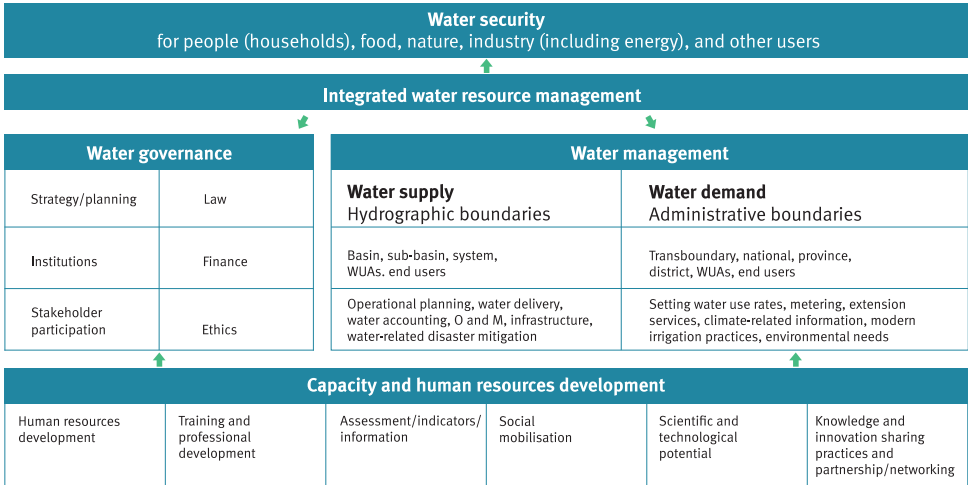 Water security
for people (households), food, nature, industry (including energy), and other users
Integrated water resource management
Water governance
Strategy/planning
Law
Institutions
Finance
Stakeholder
participation
Ethics
Water management
Water supply
Hydrographic boundaries
Water demand
Administrative boundaries
Basin, sub-basin, system,
WUAs. end users
Transboundary, national, province,
district, WUAs, end users
Operational planning, water delivery,
water accounting, O and M, infrastructure,
water-related disaster mitigation
Setting water use rates, metering, extension
services, climate-related information, modern
irrigation practices, environmental needs
Capacity and human resources development
Human resources
development
Training and
professional
development
Assessment/indicators/
information
Social
mobilisation
Scientific and
technological
potential
Knowledge and
innovation sharing
practices and
partnership/networking